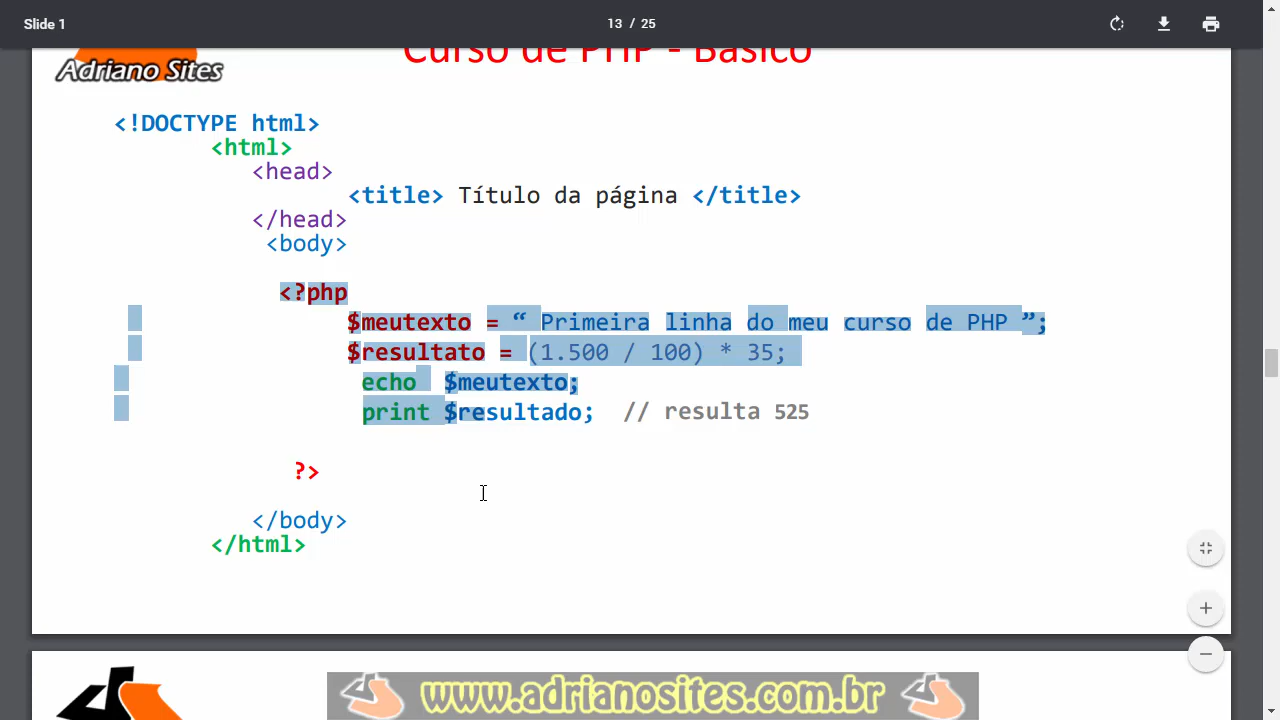 Slide 1
13 / 25
Curso de PHP - Básico
Adriano Sites
<!DOCTYPE html>
<html>
<head>
<title> Título da página </title>
</head>
<body>
<?php
$meutexto = “ Primeira linha do meu curso de PHP ”;
$resultato = (1.500 / 100) * 35;
echo $meutexto;
print $resultado; // resulta 525
?>
</body>
</html>
www.adrianosites.com.br